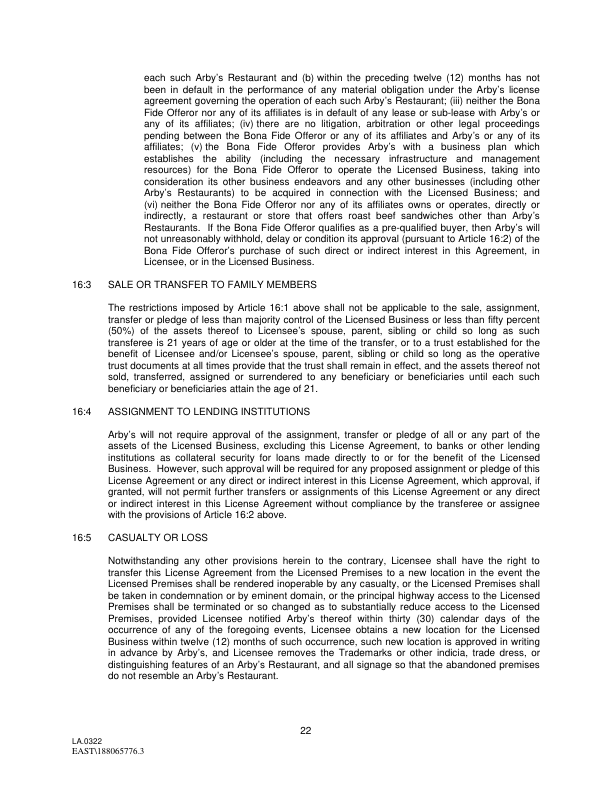 each such Arby's Restaurant and (b) within the preceding twelve (12) months has not
been in default in the performance of any material obligation under the Arby's license
agreement governing the operation of each such Arby's Restaurant; (iii) neither the Bona
Fide Offeror nor any of its affiliates is in default of any lease or sub-lease with Arby's or
any of its affiliates; (iv) there are no litigation, arbitration or other legal proceedings
pending between the Bona Fide Offeror or any of its affiliates and Arby's or any of its
affiliates; (v) the Bona Fide Offeror provides Arby's with a business plan which
establishes the ability (including the necessary infrastructure and management
resources) for the Bona Fide Offeror to operate the Licensed Business, taking into
consideration its other business endeavors and any other businesses (including other
Arby's Restaurants) to be acquired in connection with the Licensed Business; and
(vi) neither the Bona Fide Offeror nor any of its affiliates owns or operates, directly or
indirectly, a restaurant or store that offers roast beef sandwiches other than Arby's
Restaurants. If the Bona Fide Offeror qualifies as a pre-qualified buyer, then Arby's will
not unreasonably withhold, delay or condition its approval (pursuant to Article 16:2) of the
Bona Fide Offeror's purchase of such direct or indirect interest in this Agreement, in
Licensee, or in the Licensed Business.
16:3 SALE OR TRANSFER TO FAMILY MEMBERS
The restrictions imposed by Article 16:1 above shall not be applicable to the sale, assignment,
transfer or pledge of less than majority control of the Licensed Business or less than fifty percent
(50%) of the assets thereof to Licensee's spouse, parent, sibling or child so long as such
transferee is 21 years of age or older at the time of the transfer, or to a trust established for the
benefit of Licensee and/or Licensee's spouse, parent, sibling or child so long as the operative
trust documents at all times provide that the trust shall remain in effect, and the assets thereof not
sold, transferred, assigned or surrendered to any beneficiary or beneficiaries until each such
beneficiary or beneficiaries attain the age of 21.
16:4 ASSIGNMENT TO LENDING INSTITUTIONS
Arby's will not require approval of the assignment, transfer or pledge of all or any part of the
assets of the Licensed Business, excluding this License Agreement, to banks or other lending
institutions as collateral security for loans made directly to or for the benefit of the Licensed
Business. However, such approval will be required for any proposed assignment or pledge of this
License Agreement or any direct or indirect interest in this License Agreement, which approval, if
granted, will not permit further transfers or assignments of this License Agreement or any direct
or indirect interest in this License Agreement without compliance by the transferee or assignee
with the provisions of Article 16:2 above.
16:5 CASUALTY OR LOSS
Notwithstanding any other provisions herein to the contrary, Licensee shall have the right to
transfer this License Agreement from the Licensed Premises to a new location in the event the
Licensed Premises shall be rendered inoperable by any casualty, or the Licensed Premises shall
be taken in condemnation or by eminent domain, or the principal highway access to the Licensed
Premises shall be terminated or so changed as to substantially reduce access to the Licensed
Premises, provided Licensee notified Arby's thereof within thirty (30) calendar days of the
occurrence of any of the foregoing events, Licensee obtains a new location for the Licensed
Business within twelve (12) months of such occurrence, such new location is approved in writing
in advance by Arby's, and Licensee removes the Trademarks or other indicia, trade dress, or
distinguishing features of an Arby's Restaurant, and all signage so that the abandoned premises
do not resemble an Arby's Restaurant.
22
LA.0322
EAST\188065776.3